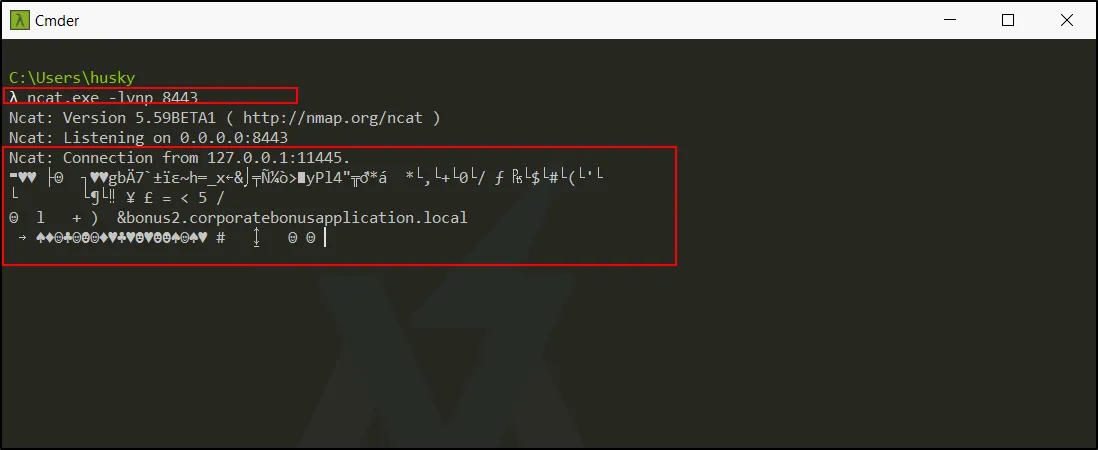 Cmder
C:\Users\husky
λ ncat.exe -lvnp 8443
Ncat: Version 5.59BETA1 ( http://nmap.org/ncat )
Ncat: Listening on 0.0.0.0:8443
Ncat: Connection from 127.0.0.1:11445.
♥♥ ├☺ ┐♥♥gbÄ7`±ïε~h=_x←&⌡╤Ñ¼ò>■yPl4"╦♂*á *└,└+└0└/ ƒ ₧└$└#└(└'└
└ └¶└‼ ¥ £ = < 5 /
☺ l + ) &bonus2.corporatebonusapplication.local
→ ♠♦☺♣☺☻☺♦♥♣♥☻♥☻☺♠☺♠♥ # ↨ ☺ ☺